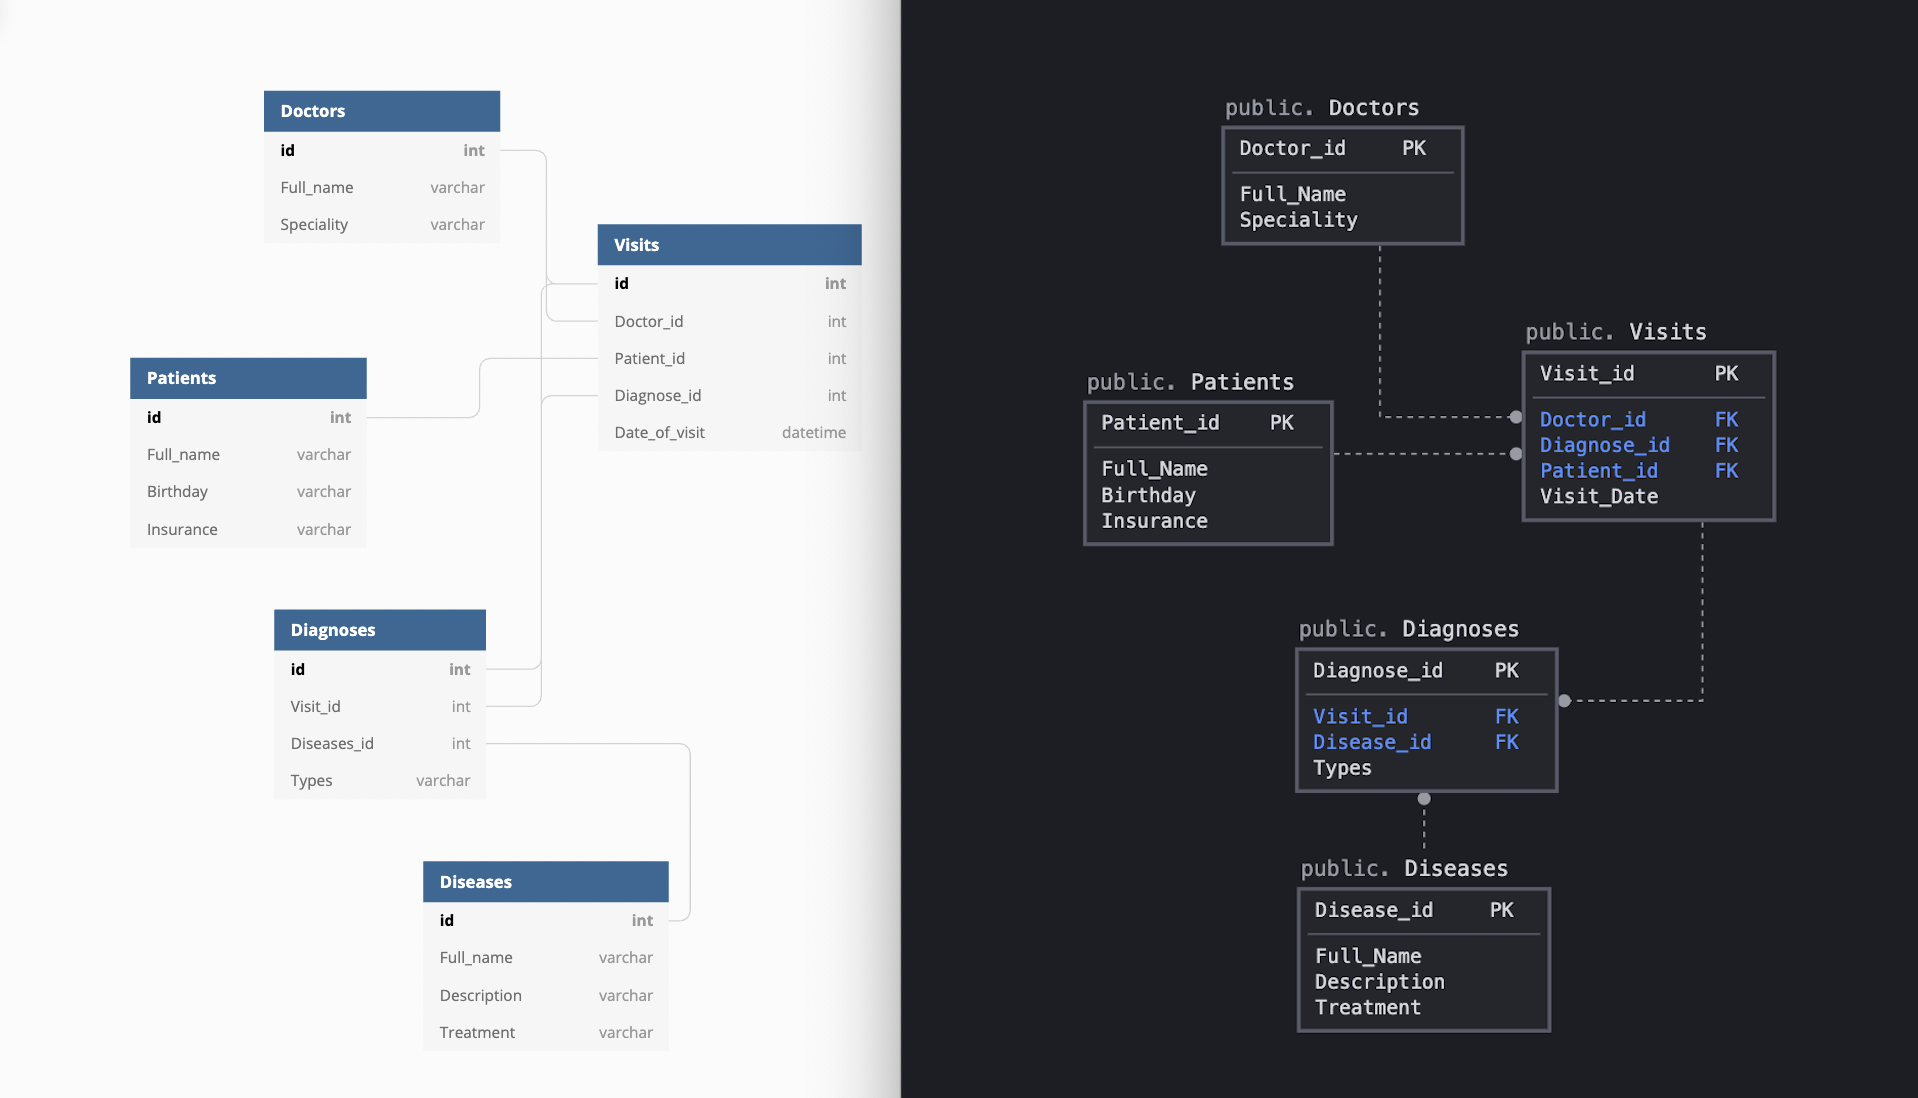 Doctors
id int
Full_name varchar
Speciality varchar
Visits
id int
Doctor_id int
Patient_id int
Diagnose_id int
Date_of_visit datetime
Patients
id int
Full_name varchar
Birthday varchar
Insurance varchar
Diagnoses
id int
Visit_id int
Diseases_id int
Types varchar
Diseases
id int
Full_name varchar
Description varchar
Treatment varchar
public. Doctors
Doctor_id PK
Full_Name
Speciality
public. Visits
Visit_id PK
Doctor_id FK
Diagnose_id FK
Patient_id FK
Visit_Date
public. Patients
Patient_id PK
Full_Name
Birthday
Insurance
public. Diagnoses
Diagnose_id PK
Visit_id FK
Disease_id FK
Types
public. Diseases
Disease_id PK
Full_Name
Description
Treatment